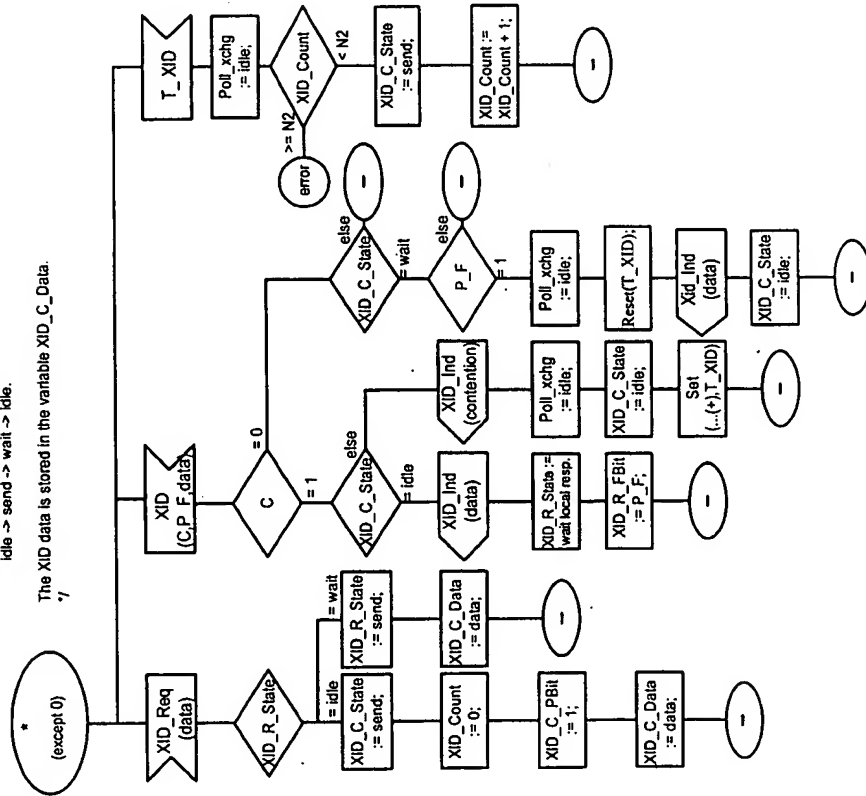 idle -> send -> wait -> idle.
The XID data is stored in the variable XID_C_Data.
*/
*
(except 0)
XID_Req
(data)
XID_R_State
= idle
= wait
XID_C_State
:= send;
XID_Count
:= 0;
XID_C_PBit
:= 1;
XID_C_Data
:= data;
-
XID_R_State
:= send;
XID_C_Data
:= data;
-
XID
(C,P_F,data)
C
= 1
= 0
XID_C_State
= idle
else
XID_Ind
(data)
XID_R_State :=
wait local resp.
XID_R_FBit
:= P_F;
-
XID_Ind
(contention)
Poll_xchg
:= idle;
XID_C_State
:= idle;
Set
(...(+),T_XID)
-
XID_C_State
else
-
= wait
P_F
else
-
= 1
Poll_xchg
:= idle;
Reset(T_XID);
Xid_Ind
(data)
XID_C_State
:= idle;
-
T_XID
Poll_xchg
:= idle;
XID_Count
>= N2
error
< N2
XID_C_State
:= send;
XID_Count :=
XID_Count + 1;
-